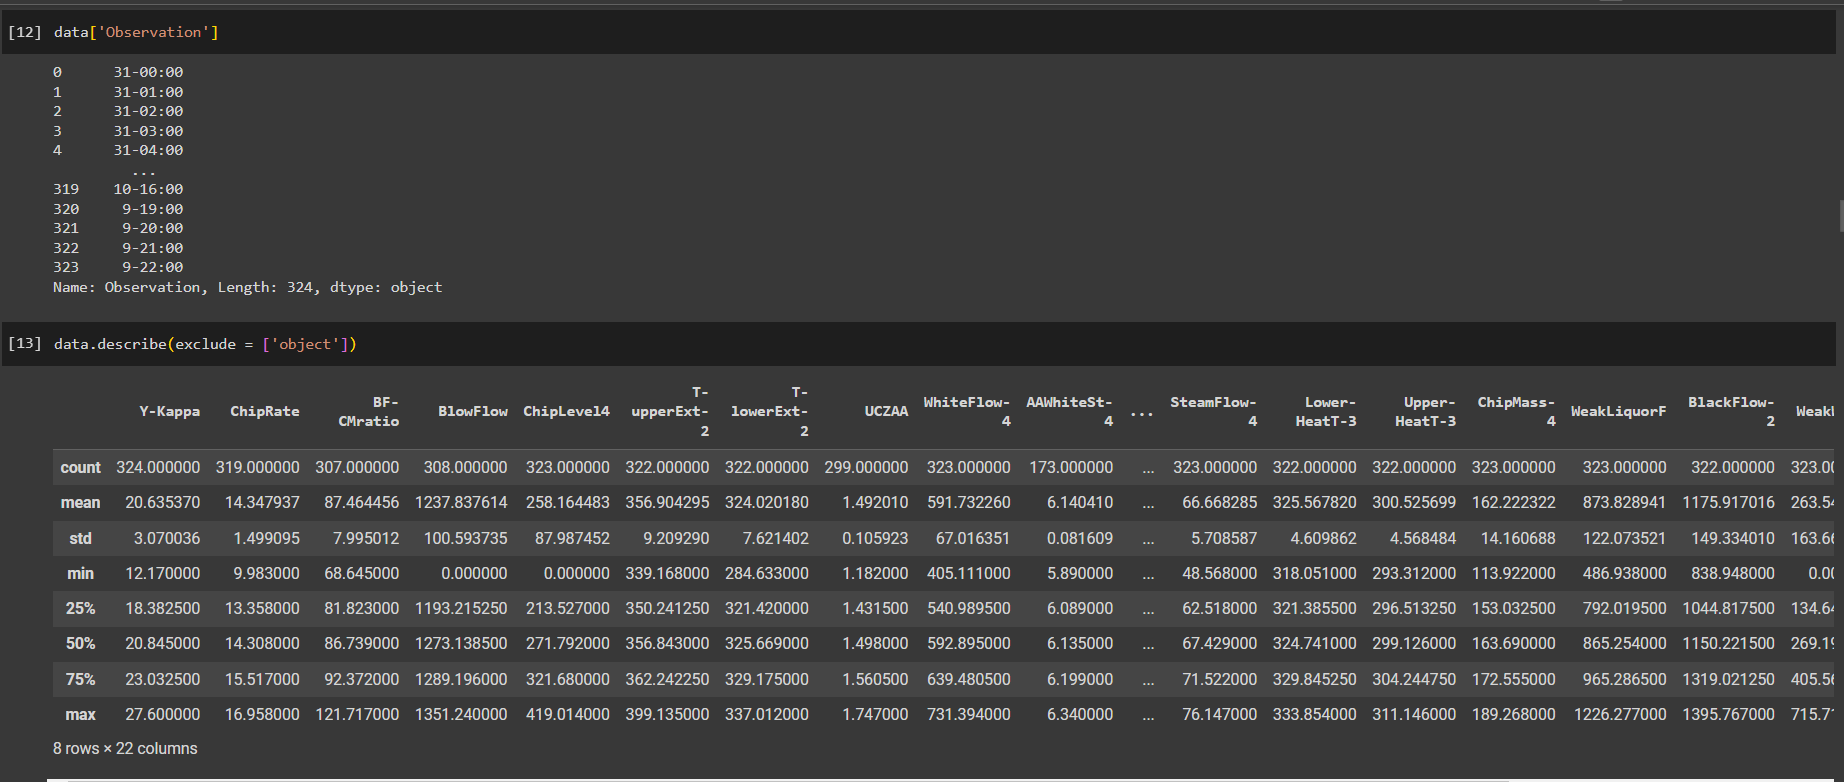 [12] data['Observation']
0 31-00:00
1 31-01:00
2 31-02:00
3 31-03:00
4 31-04:00
...
319 10-16:00
320 9-19:00
321 9-20:00
322 9-21:00
323 9-22:00
Name: Observation, Length: 324, dtype: object
[13] data.describe(exclude = ['object'])
Y-Kappa ChipRate BF-CMratio BlowFlow ChipLevel4 T-upperExt-2 T-lowerExt-2 UCZAA WhiteFlow-4 AAWhiteSt-4 ... SteamFlow-4 Lower-HeatT-3 Upper-HeatT-3 ChipMass-4 WeakLiquorF BlackFlow-2
count 324.000000 319.000000 307.000000 308.000000 323.000000 322.000000 322.000000 299.000000 323.000000 173.000000 ... 323.000000 322.000000 322.000000 323.000000 323.000000 322.000000 323.00
mean 20.635370 14.347937 87.464456 1237.837614 258.164483 356.904295 324.020180 1.492010 591.732260 6.140410 ... 66.668285 325.567820 300.525699 162.222322 873.828941 1175.917016 263.54
std 3.070036 1.499095 7.995012 100.593735 87.987452 9.209290 7.621402 0.105923 67.016351 0.081609 ... 5.708587 4.609862 4.568484 14.160688 122.073521 149.334010 163.66
min 12.170000 9.983000 68.645000 0.000000 0.000000 339.168000 284.633000 1.182000 405.111000 5.890000 ... 48.568000 318.051000 293.312000 113.922000 486.938000 838.948000 0.00
25% 18.382500 13.358000 81.823000 1193.215250 213.527000 350.241250 321.420000 1.431500 540.989500 6.089000 ... 62.518000 321.385500 296.513250 153.032500 792.019500 1044.817500 134.64
50% 20.845000 14.308000 86.739000 1273.138500 271.792000 356.843000 325.669000 1.498000 592.895000 6.135000 ... 67.429000 324.741000 299.126000 163.690000 865.254000 1150.221500 269.19
75% 23.032500 15.517000 92.372000 1289.196000 321.680000 362.242250 329.175000 1.560500 639.480500 6.199000 ... 71.522000 329.845250 304.244750 172.555000 965.286500 1319.021250 405.56
max 27.600000 16.958000 121.717000 1351.240000 419.014000 399.135000 337.012000 1.747000 731.394000 6.340000 ... 76.147000 333.854000 311.146000 189.268000 1226.277000 1395.767000 715.7
8 rows × 22 columns